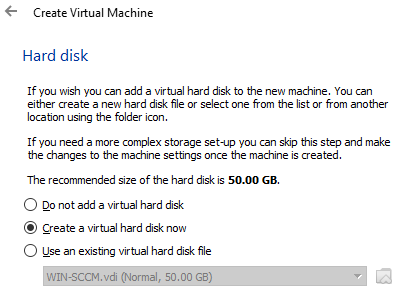 Create Virtual Machine
Hard disk
If you wish you can add a virtual hard disk to the new machine. You can
either create a new hard disk file or select one from the list or from another
location using the folder icon.
If you need a more complex storage set-up you can skip this step and make
the changes to the machine settings once the machine is created.
The recommended size of the hard disk is 50.00 GB.
Do not add a virtual hard disk
Create a virtual hard disk now
Use an existing virtual hard disk file
WIN-SCCM.vdi (Normal, 50.00 GB)